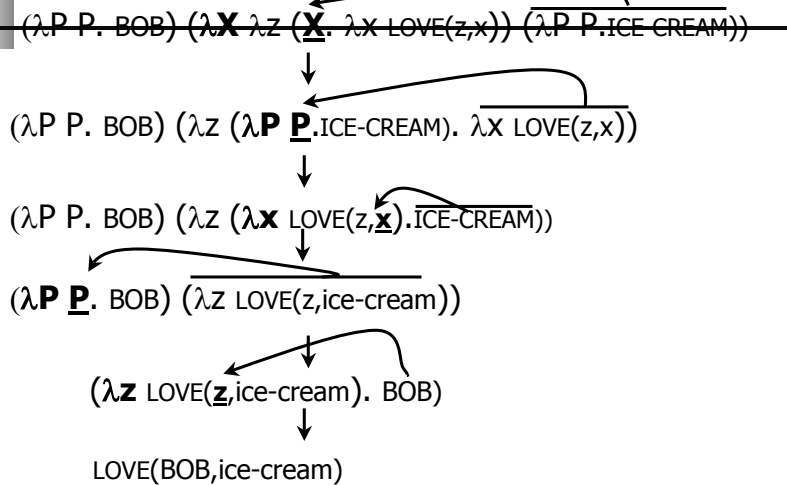 (λP P. BOB) (λX λz (X. λx LOVE(z,x)) (λP P.ICE CREAM))
(λP P. BOB) (λz (λP P.ICE-CREAM). λx LOVE(z,x))
(λP P. BOB) (λz (λx LOVE(z,x).ICE-CREAM))
(λP P. BOB) (λz LOVE(z,ice-cream))
(λz LOVE(z,ice-cream). BOB)
LOVE(BOB,ice-cream)